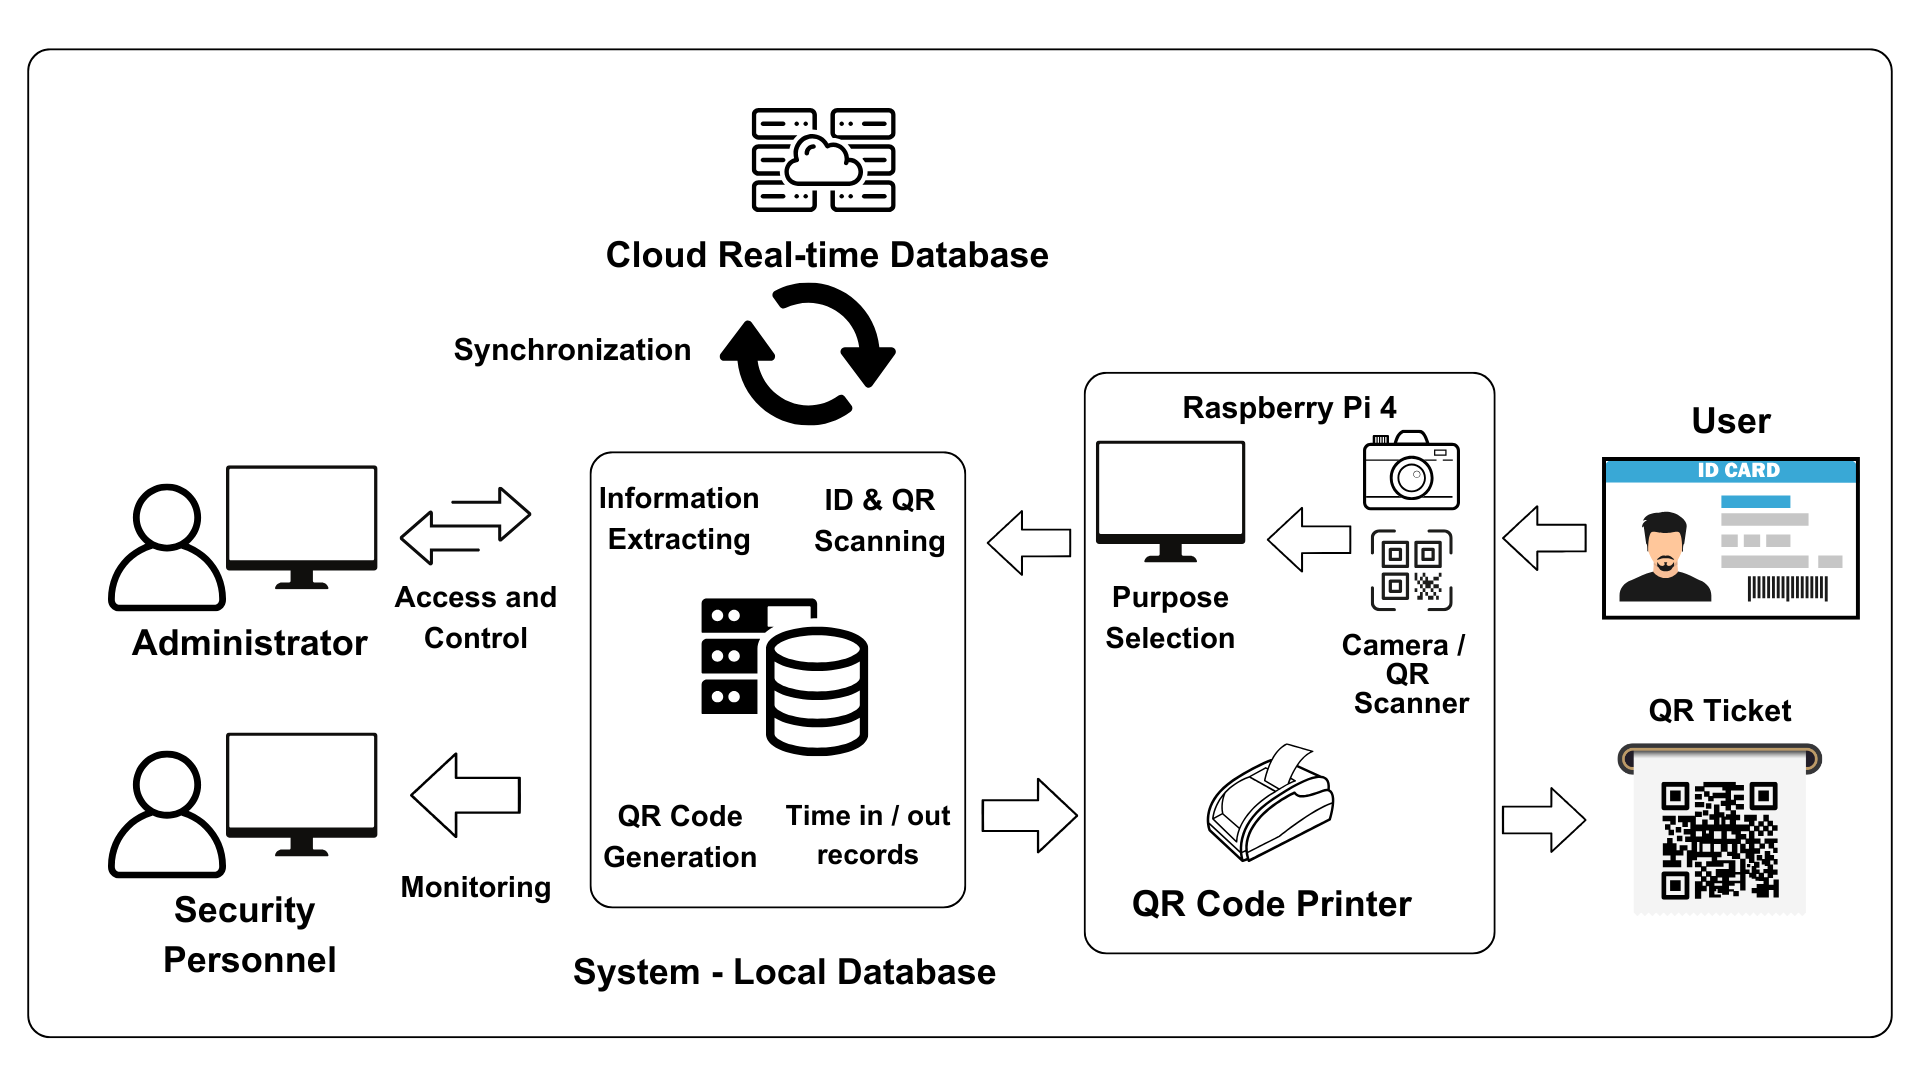 Cloud Real-time Database
Synchronization
Raspberry Pi 4
User
ID CARD
Information
Extracting
ID & QR
Scanning
Access and
Control
Administrator
Purpose
Selection
Camera /
QR
Scanner
QR Ticket
QR Code
Generation
Time in / out
records
Monitoring
Security
Personnel
QR Code Printer
System - Local Database